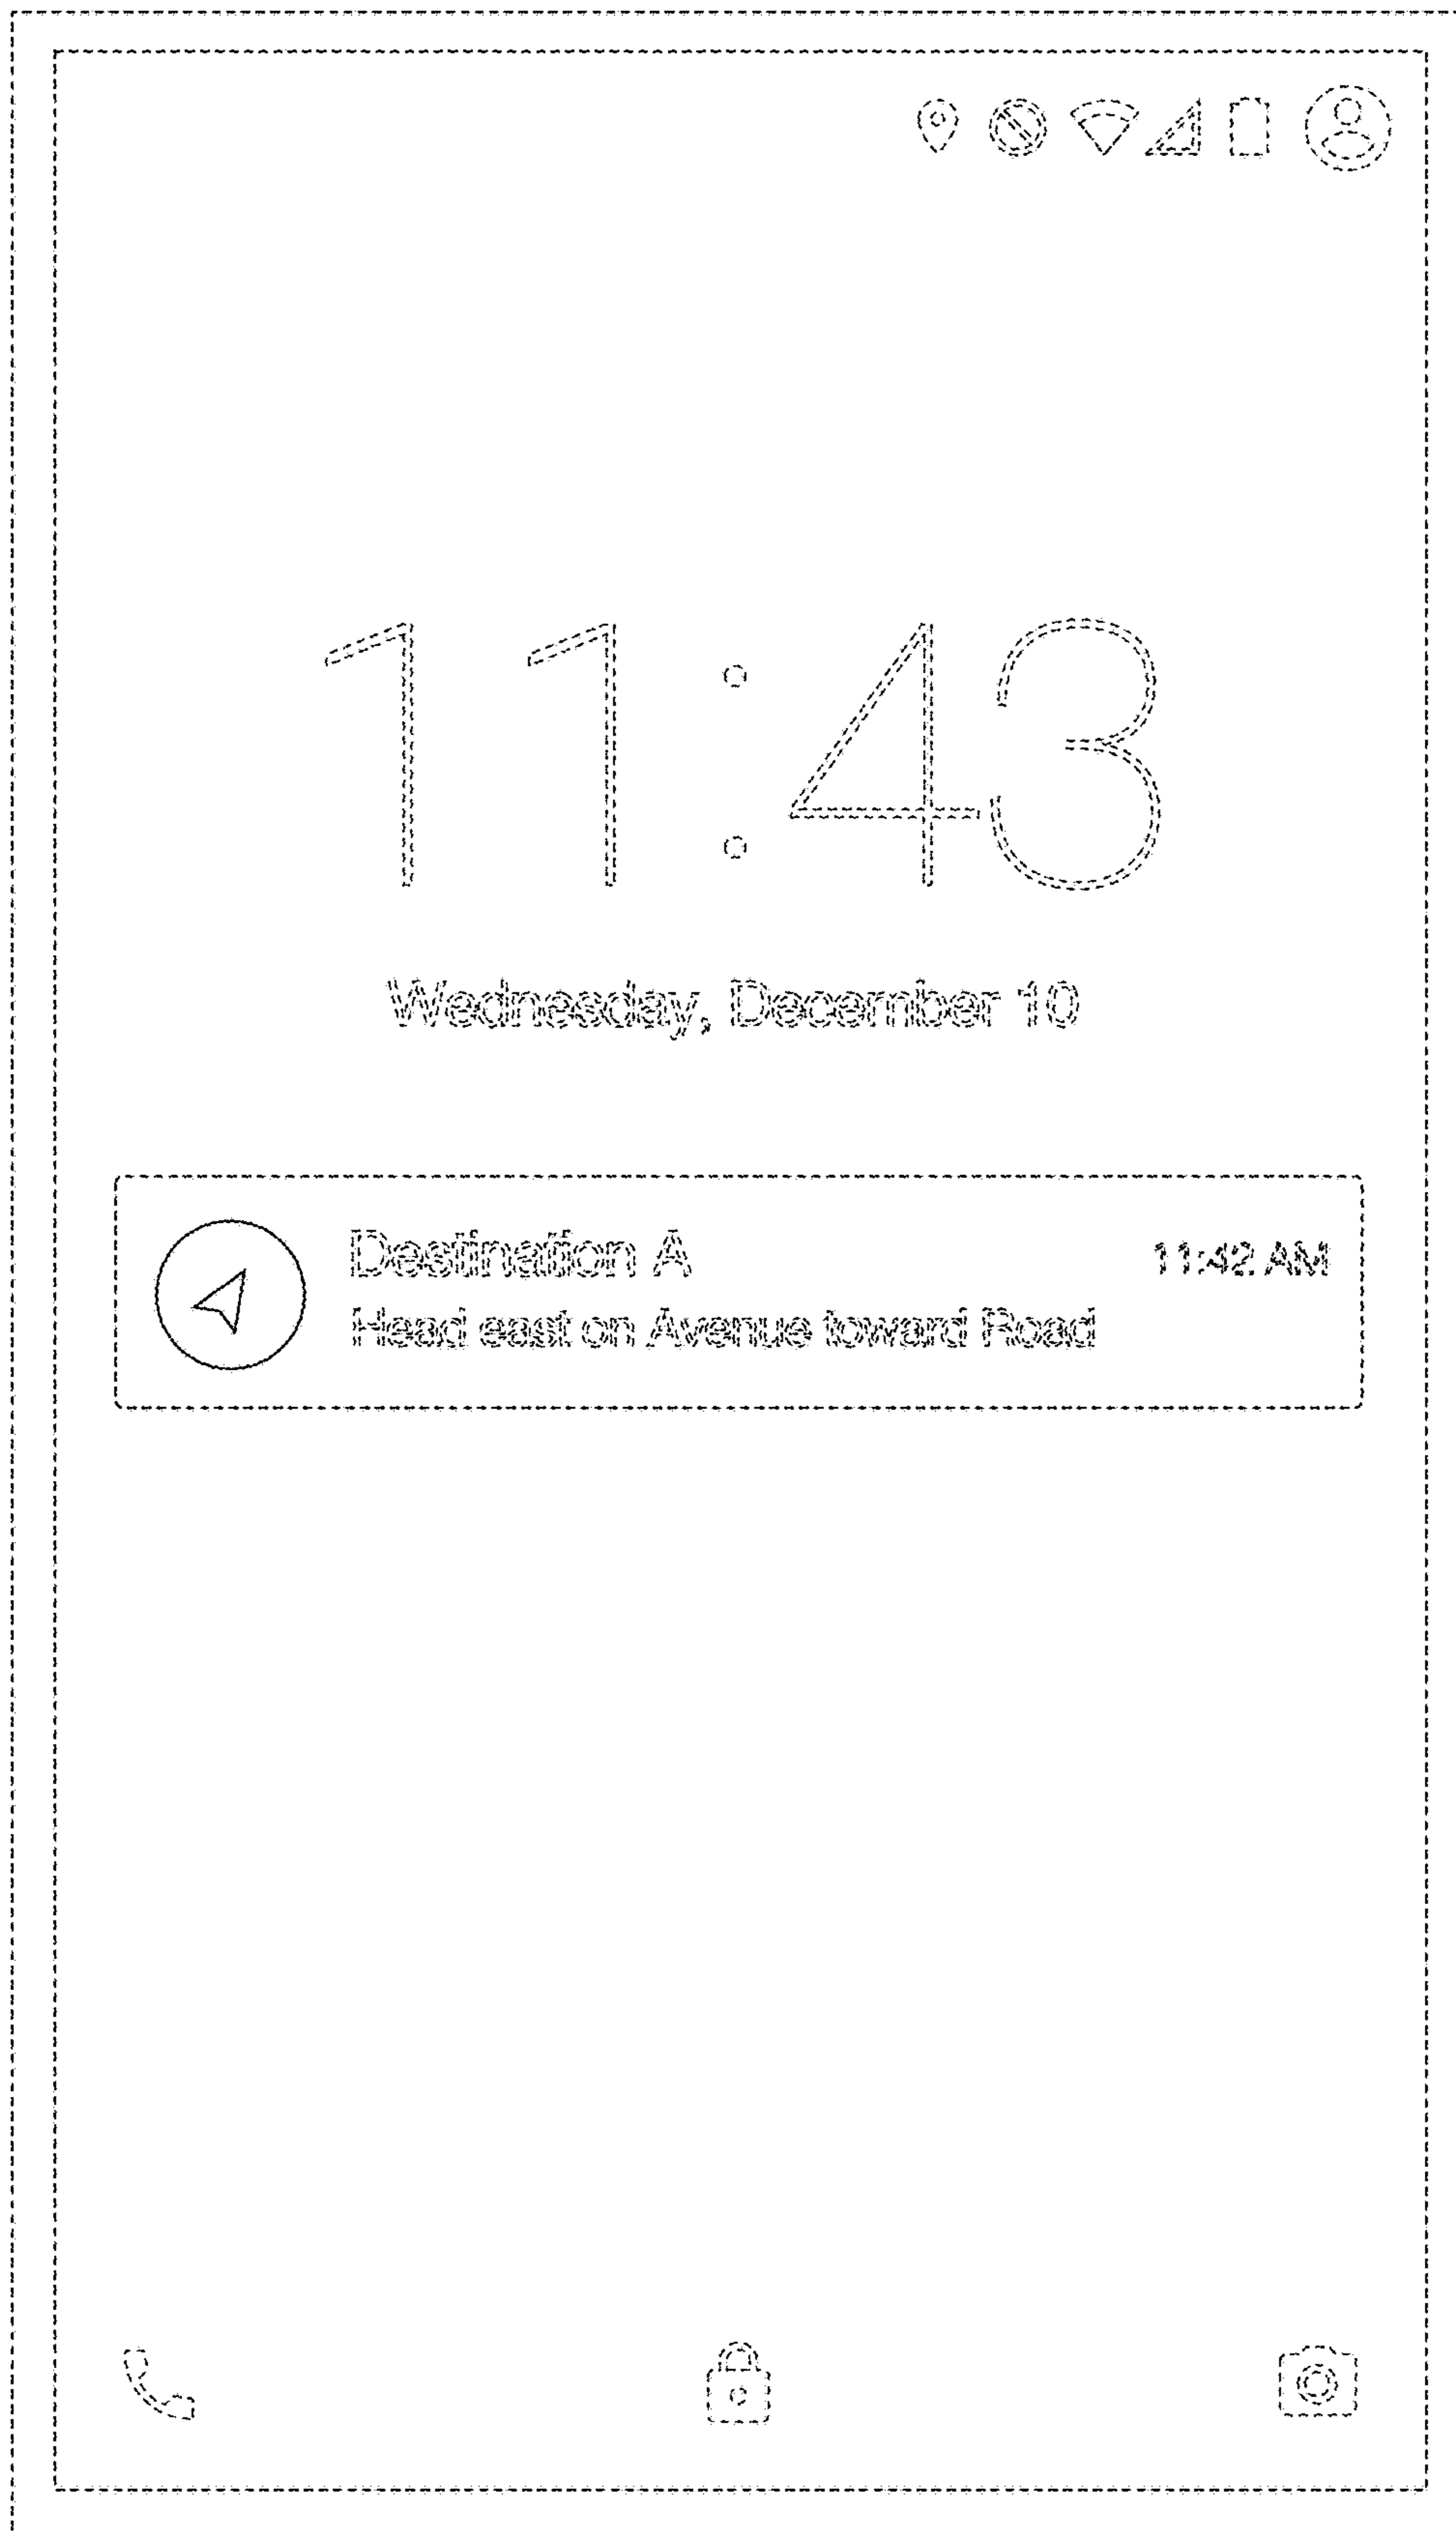 11:43
Wednesday, December 10
Destination A 11:42 AM
Head east on Avenue toward Road